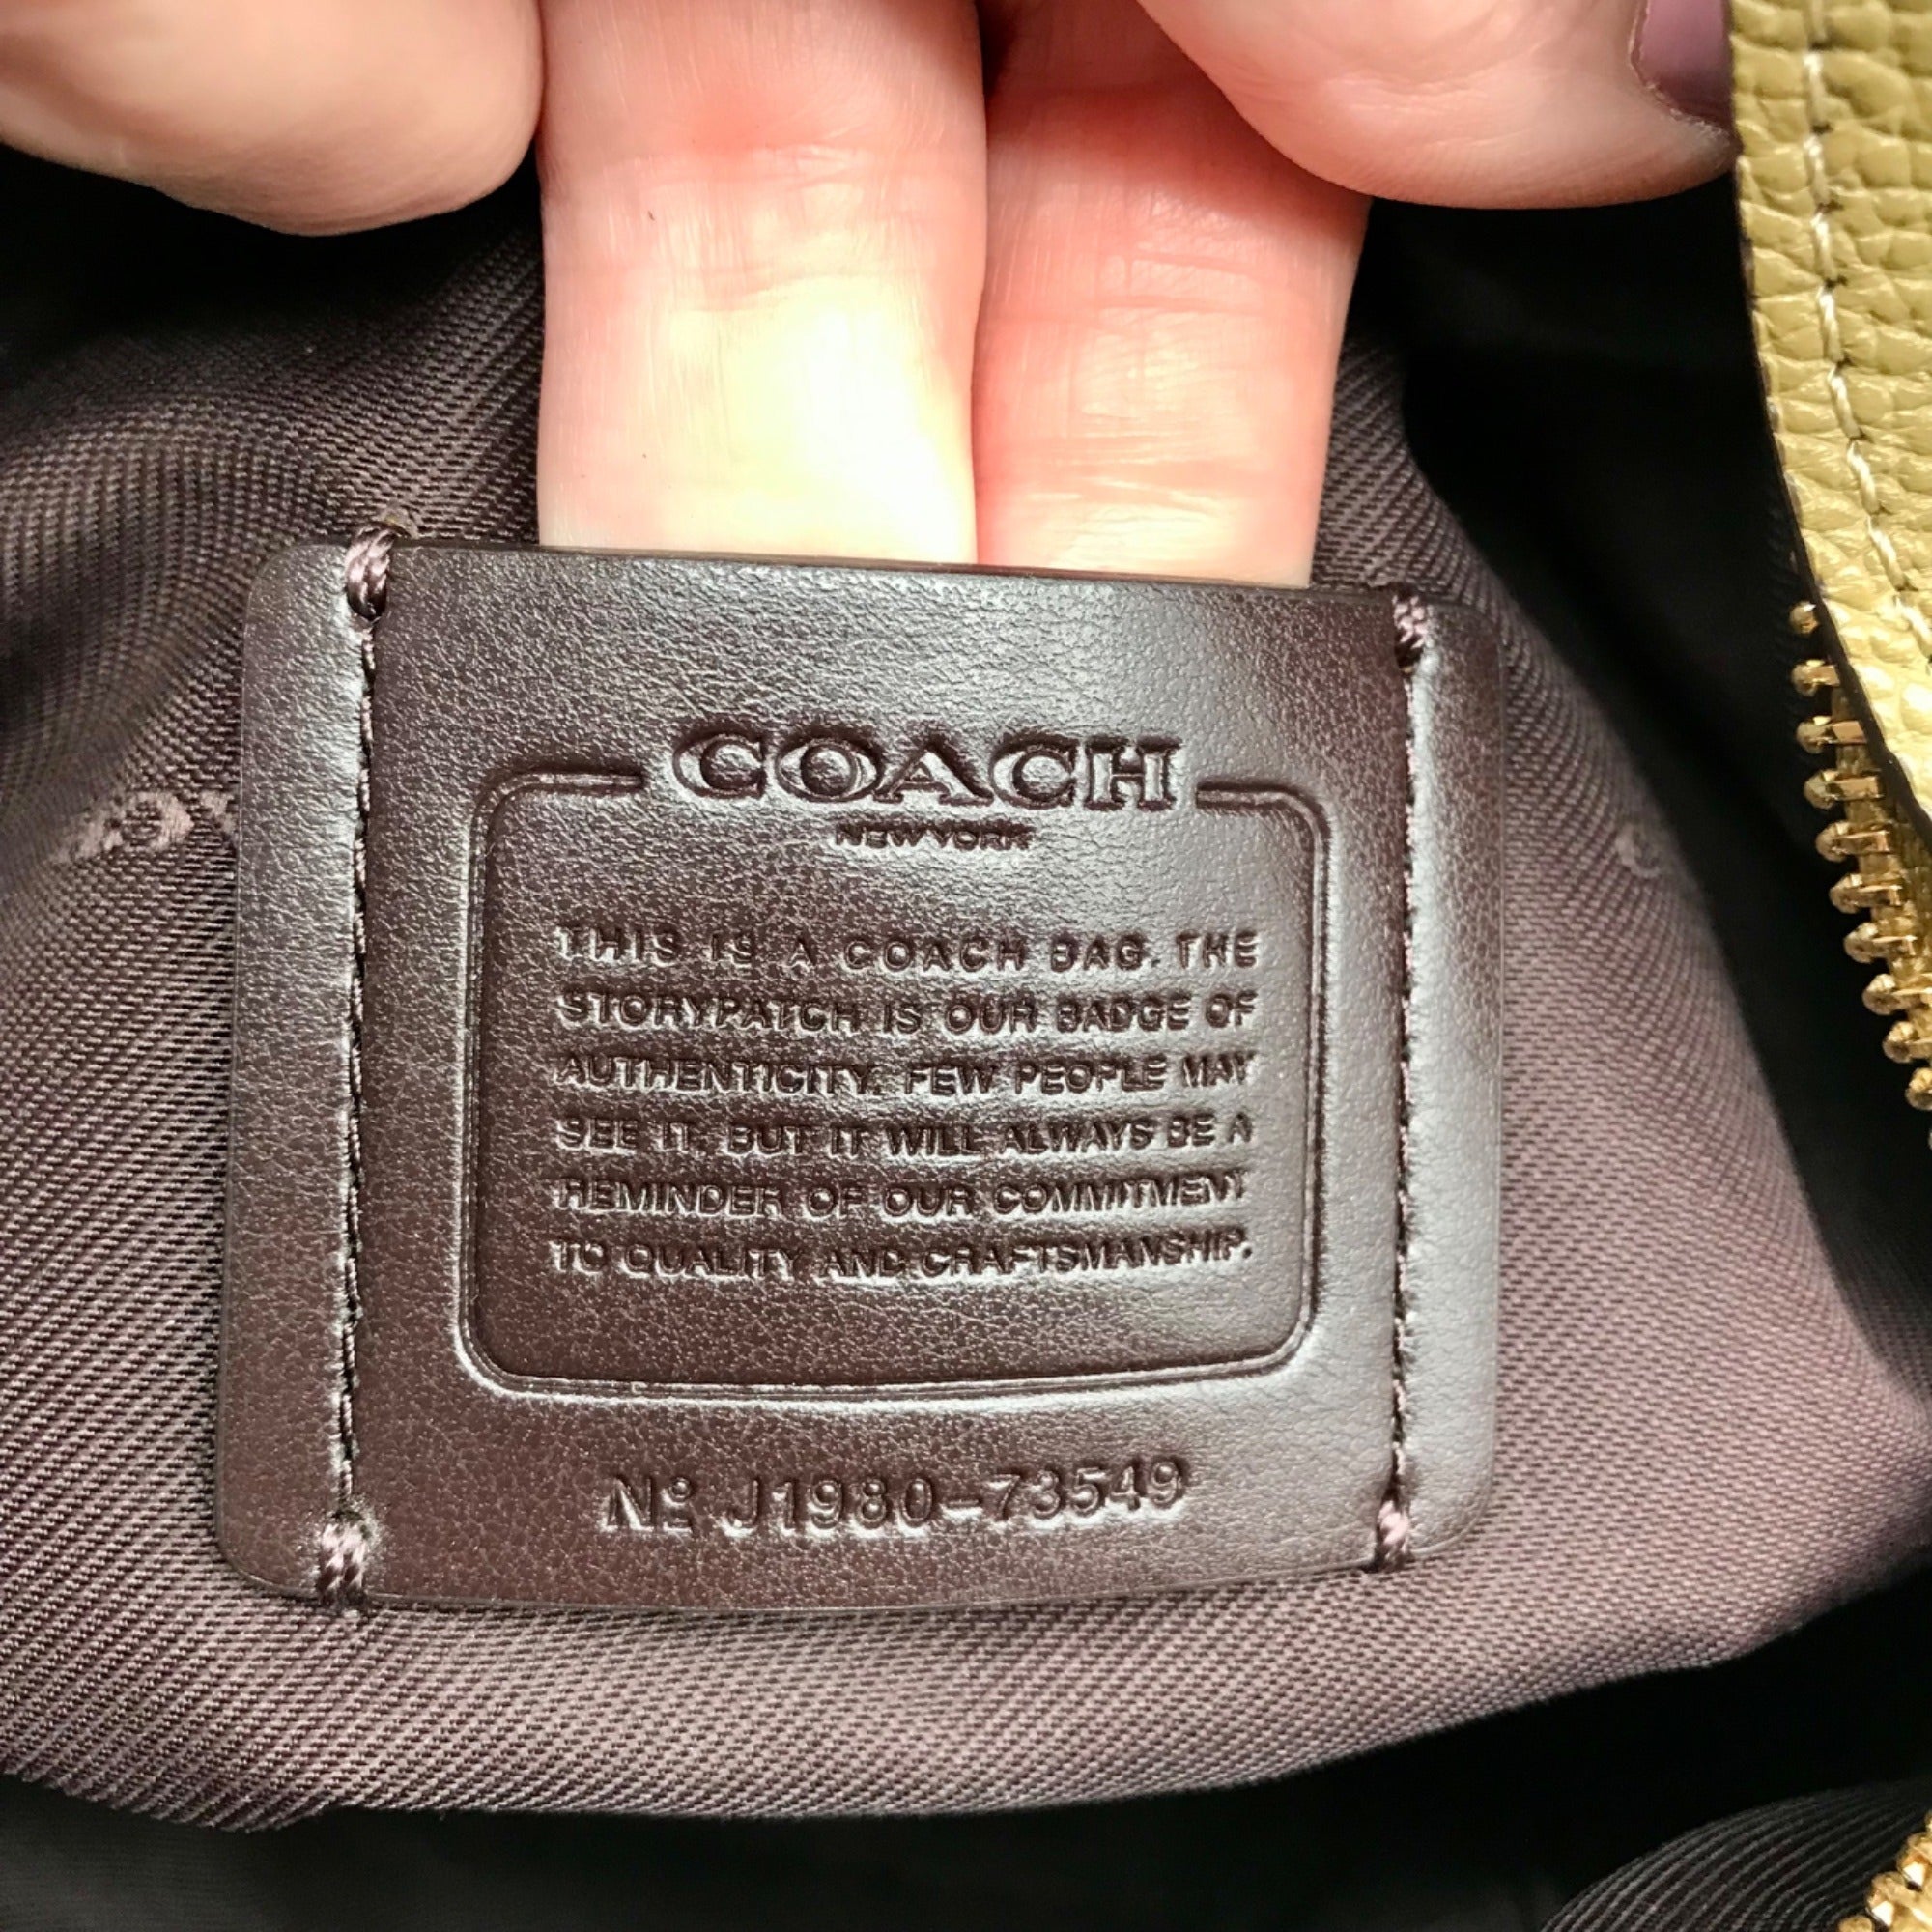 COACH
NEW YORK
THIS IS A COACH BAG. THE
STORYPATCH IS OUR BADGE OF
AUTHENTICITY. FEW PEOPLE MAY
SEE IT, BUT IT WILL ALWAYS BE A
REMINDER OF OUR COMMITMENT
TO QUALITY AND CRAFTSMANSHIP.
Nº J1980-73549